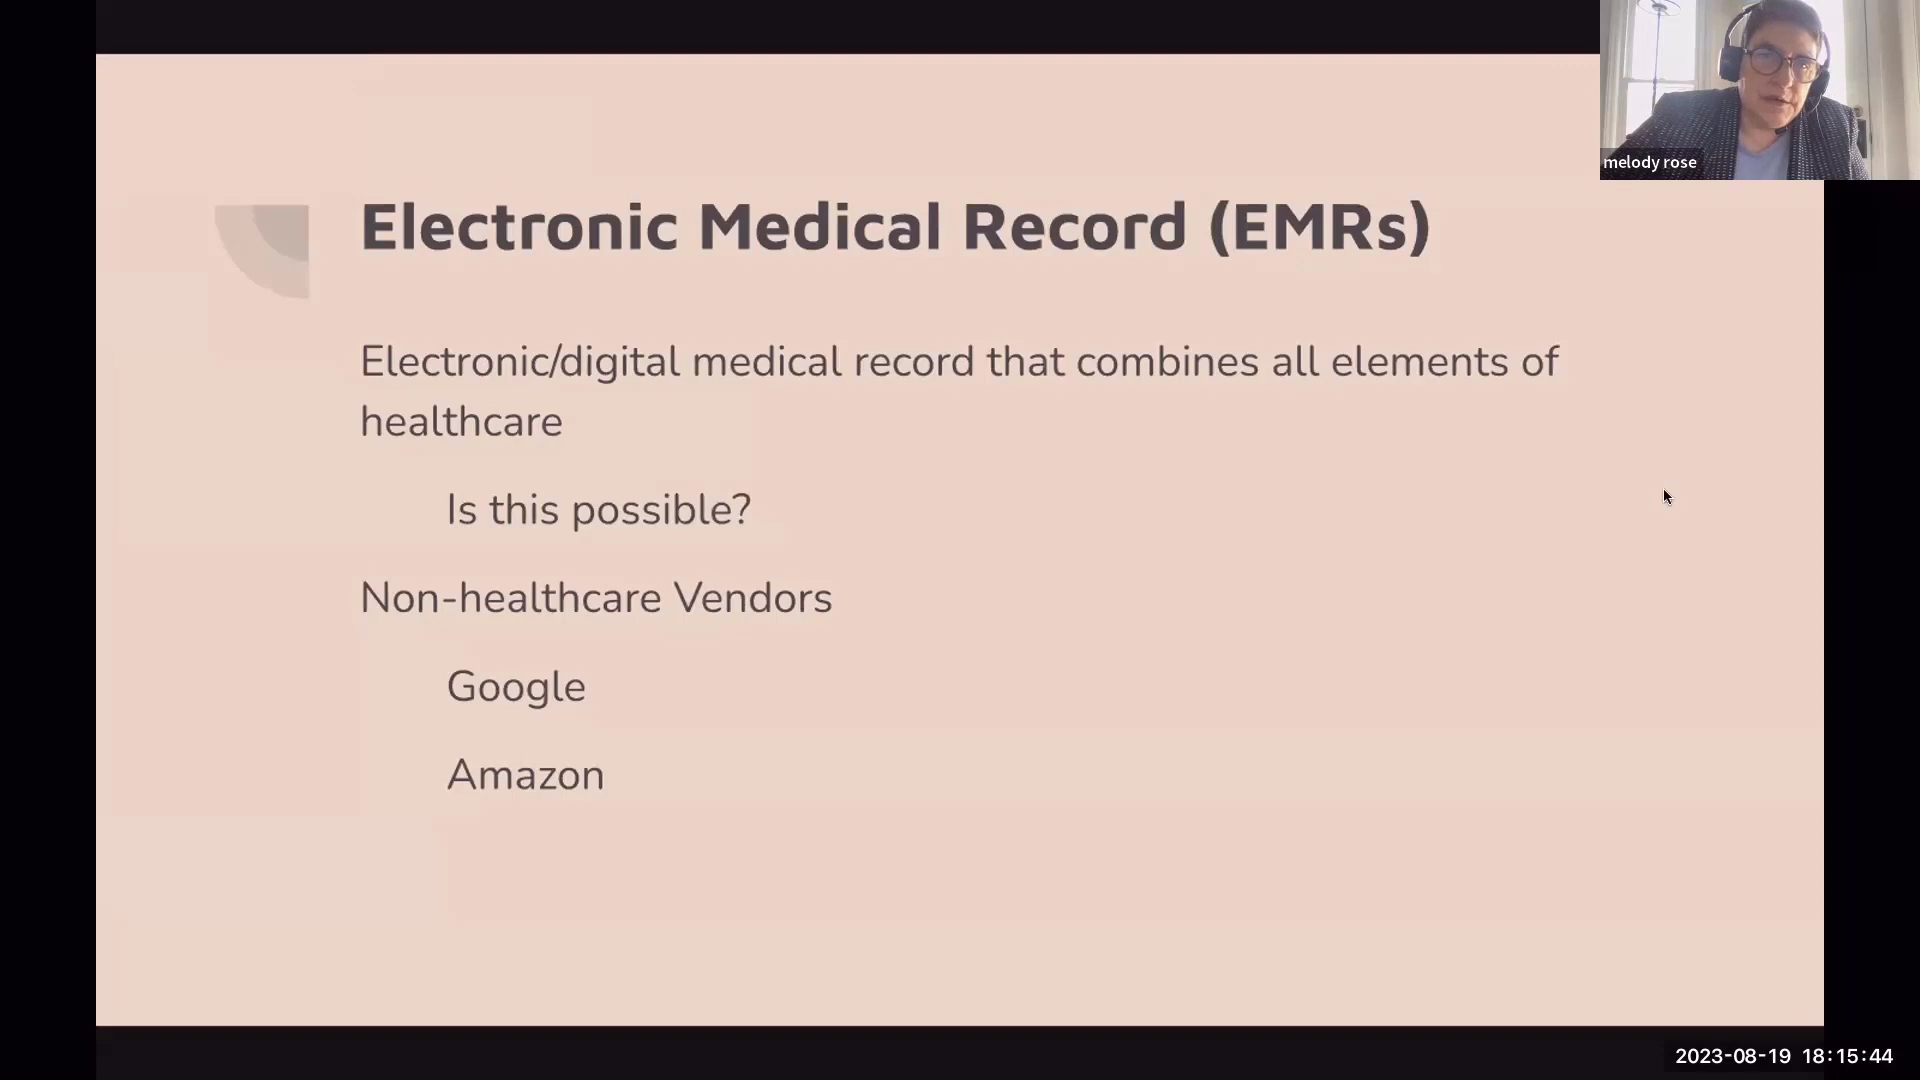 melody rose
Electronic Medical Record (EMRs)
Electronic/digital medical record that combines all elements of
healthcare
Is this possible?
Non-healthcare Vendors
Google
Amazon
2023-08-19 18:15:44